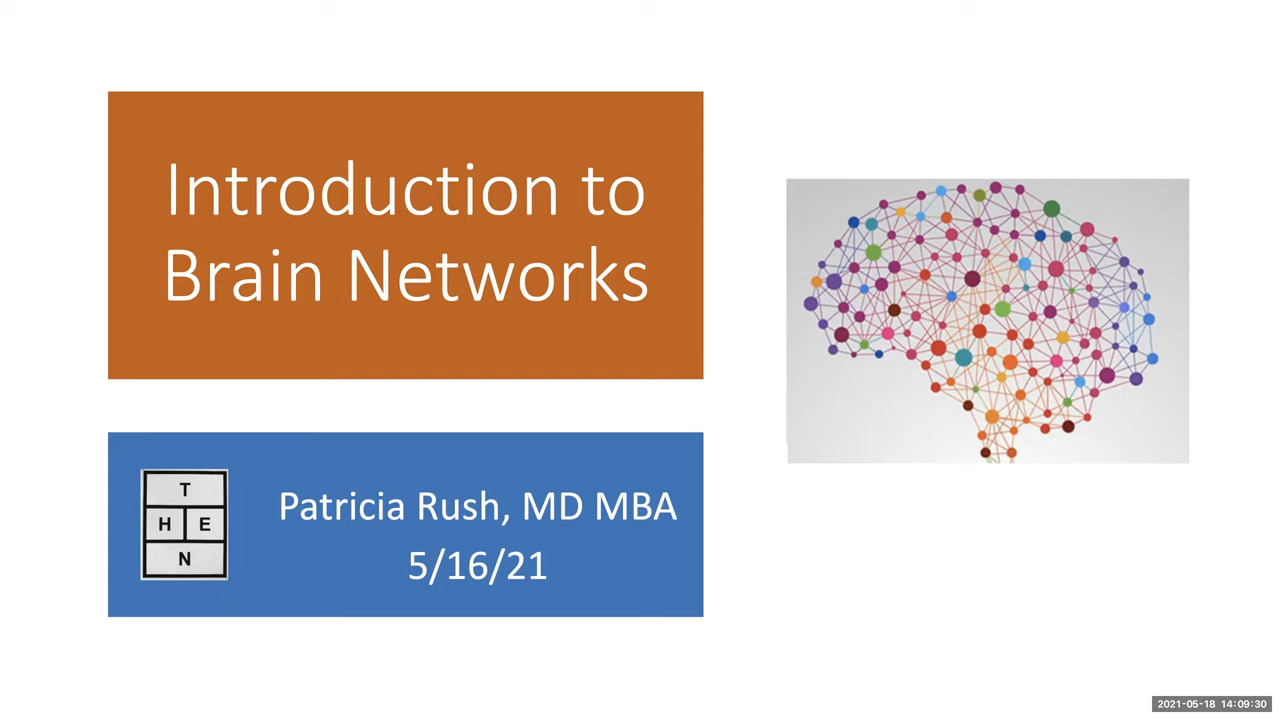 Introduction to
Brain Networks
T
H E
N
Patricia Rush, MD MBA
5/16/21
2021-05-18 14:09:30